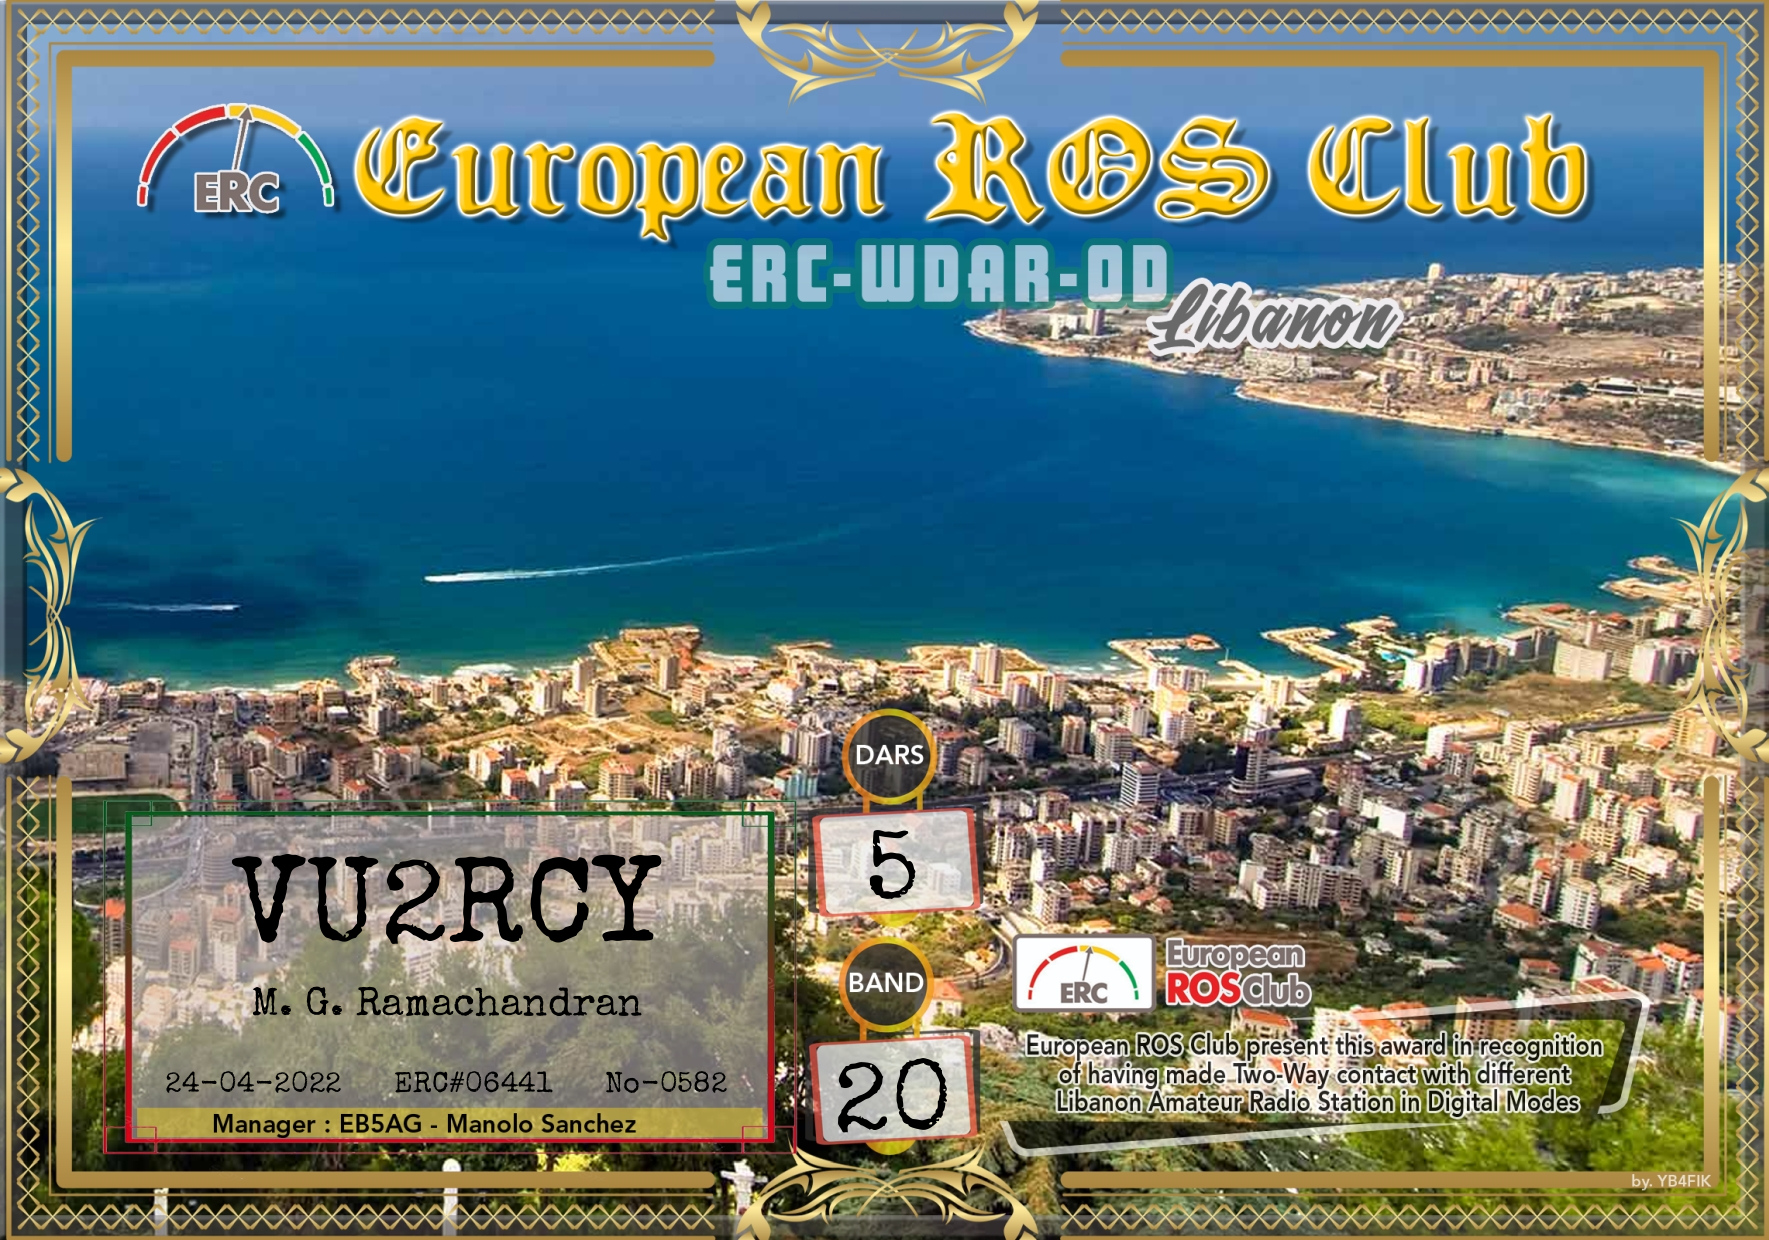 ERC
European ROS Club
ERC-WDAR-OD
Libanon
DARS
5
BAND
20
VU2RCY
M. G. Ramachandran
24-04-2022 ERC#06441 No-0582
Manager : EB5AG - Manolo Sanchez
ERC
European
ROSClub
European ROS Club present this award in recognition
of having made Two-Way contact with different
Libanon Amateur Radio Station in Digital Modes
by. YB4FIK